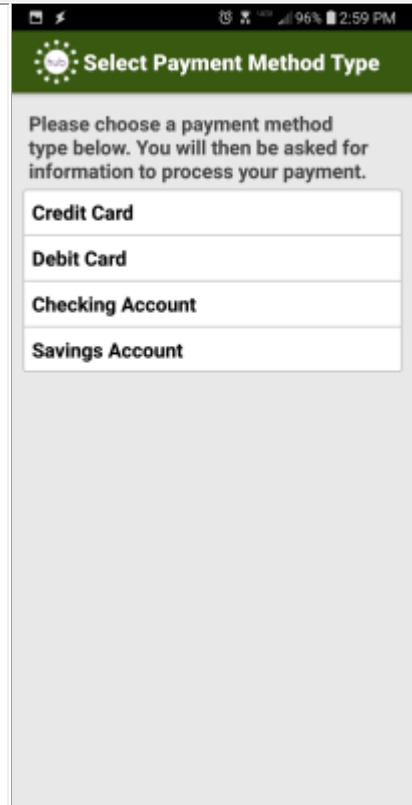 96% 2:59 PM
hub Select Payment Method Type
Please choose a payment method
type below. You will then be asked for
information to process your payment.
Credit Card
Debit Card
Checking Account
Savings Account